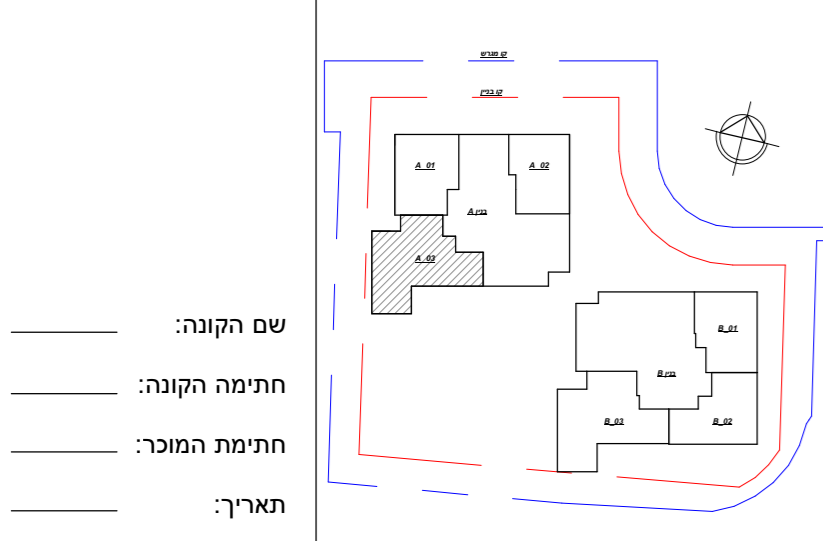 קו מגרש
קו בניין
A_01
A_02
בניין A
A_03
B_01
בניין B
B_03
B_02
שם הקונה:
חתימה הקונה:
חתימת המוכר:
תאריך: